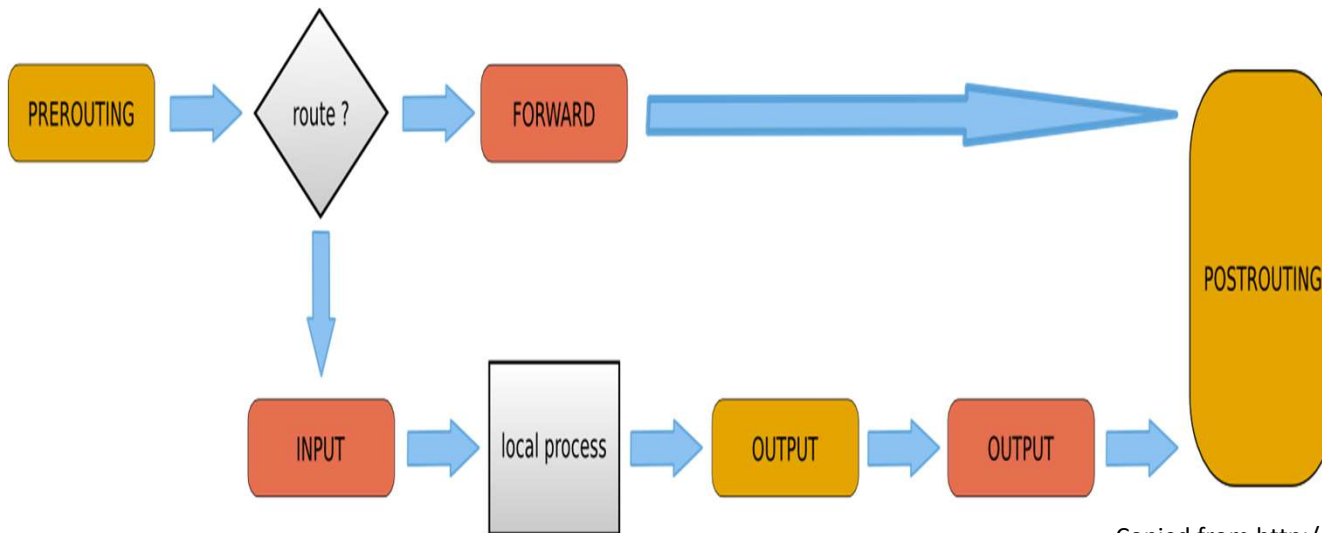 PREROUTING
route ?
FORWARD
POSTROUTING
INPUT
local process
OUTPUT
OUTPUT